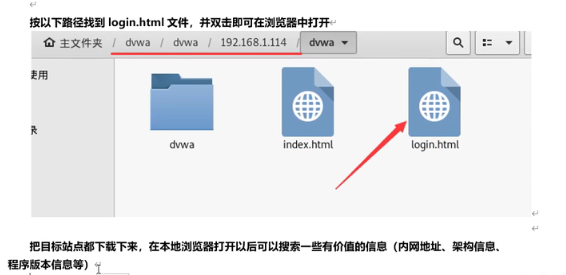 按以下路径找到 login.html 文件，并双击即可在浏览器中打开
主文件夹 / dvwa / dvwa / 192.168.1.114 / dvwa
使用
dvwa
index.html
login.html
录
把目标站点都下载下来，在本地浏览器打开以后可以搜索一些有价值的信息（内网地址、架构信息、
程序版本信息等）